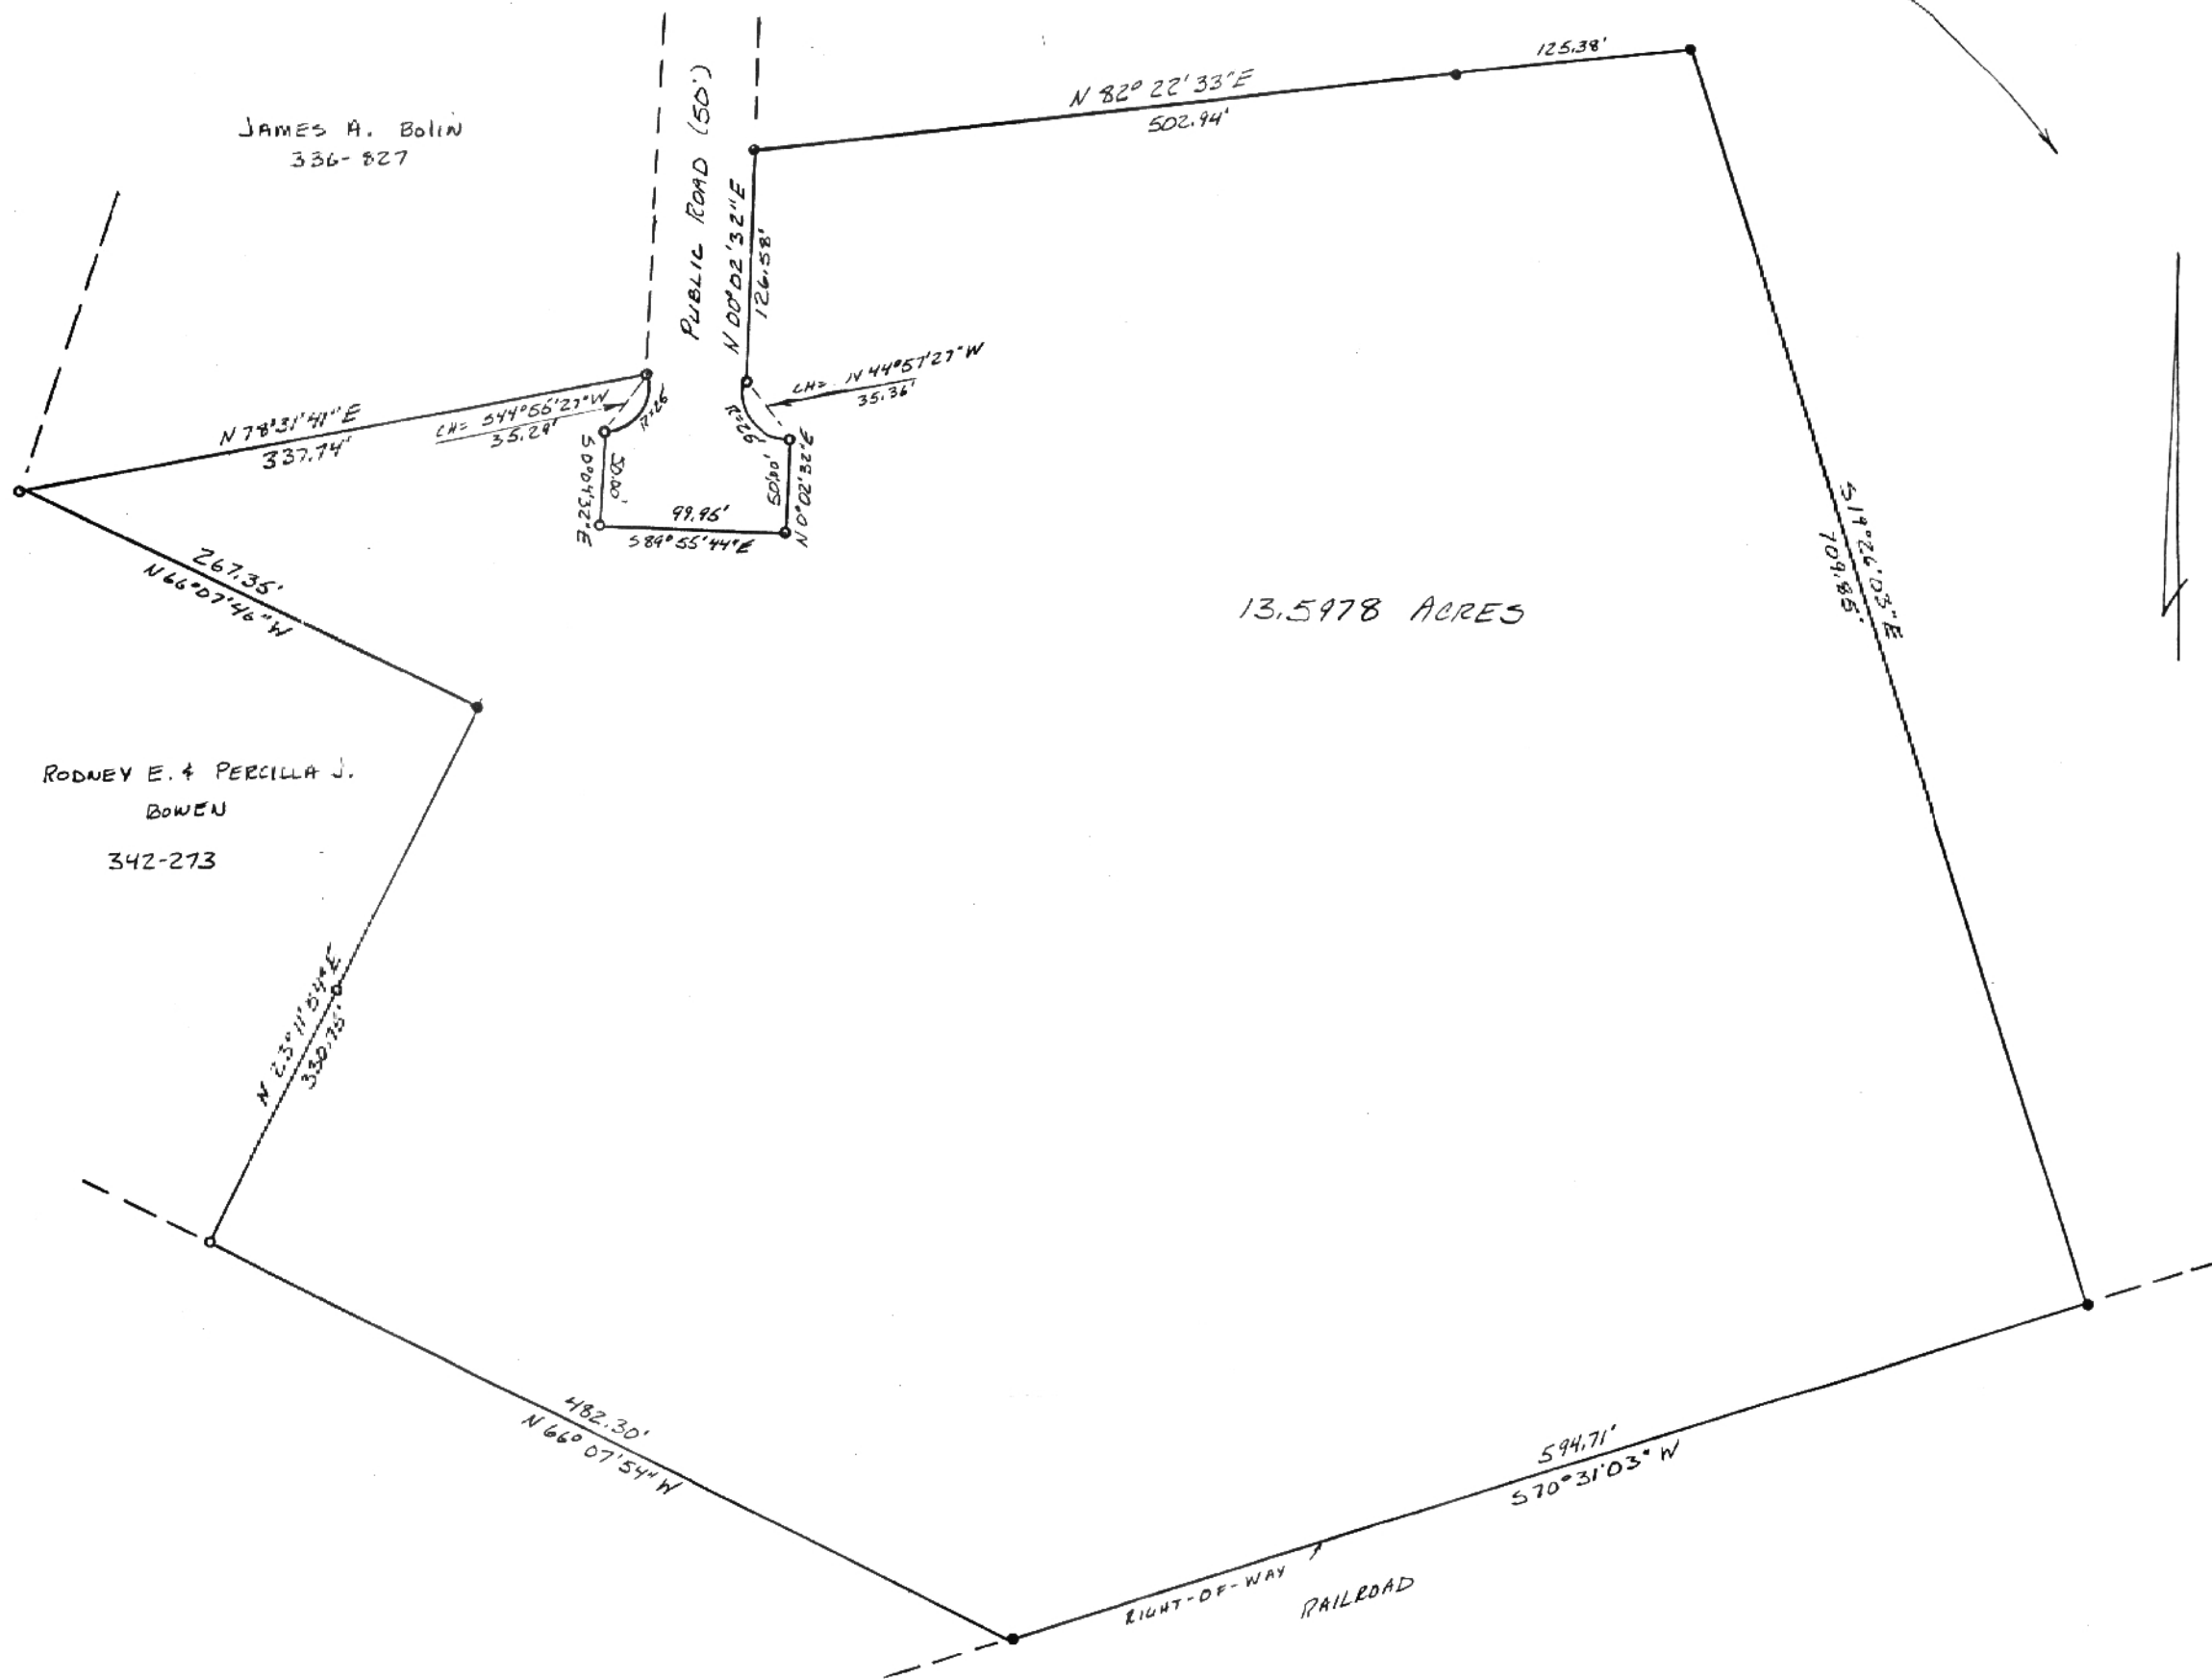 125.38'
N 82° 22' 33" E
502.94'
JAMES A. BOLIN
336-827
PUBLIC ROAD (50')
N 00° 02' 32" E
126.58'
CH= N 44° 57' 27" W
35.36'
N 78° 31' 41" E
337.74'
CH= S 44° 56' 27" W
35.29'
S 0° 04' 32" E
50.00'
50.00'
N 0° 02' 32" E
99.95'
S 89° 55' 44" E
267.35'
N 66° 07' 46" W
S 19° 26' 03" E
709.85'
13.5978 ACRES
RODNEY E. & PERCILLA J.
BOWEN
342-273
N 23° 11' 54" E
330.75'
482.30'
N 66° 07' 54" W
594.71'
S 70° 31' 03" W
RIGHT-OF-WAY
RAILROAD